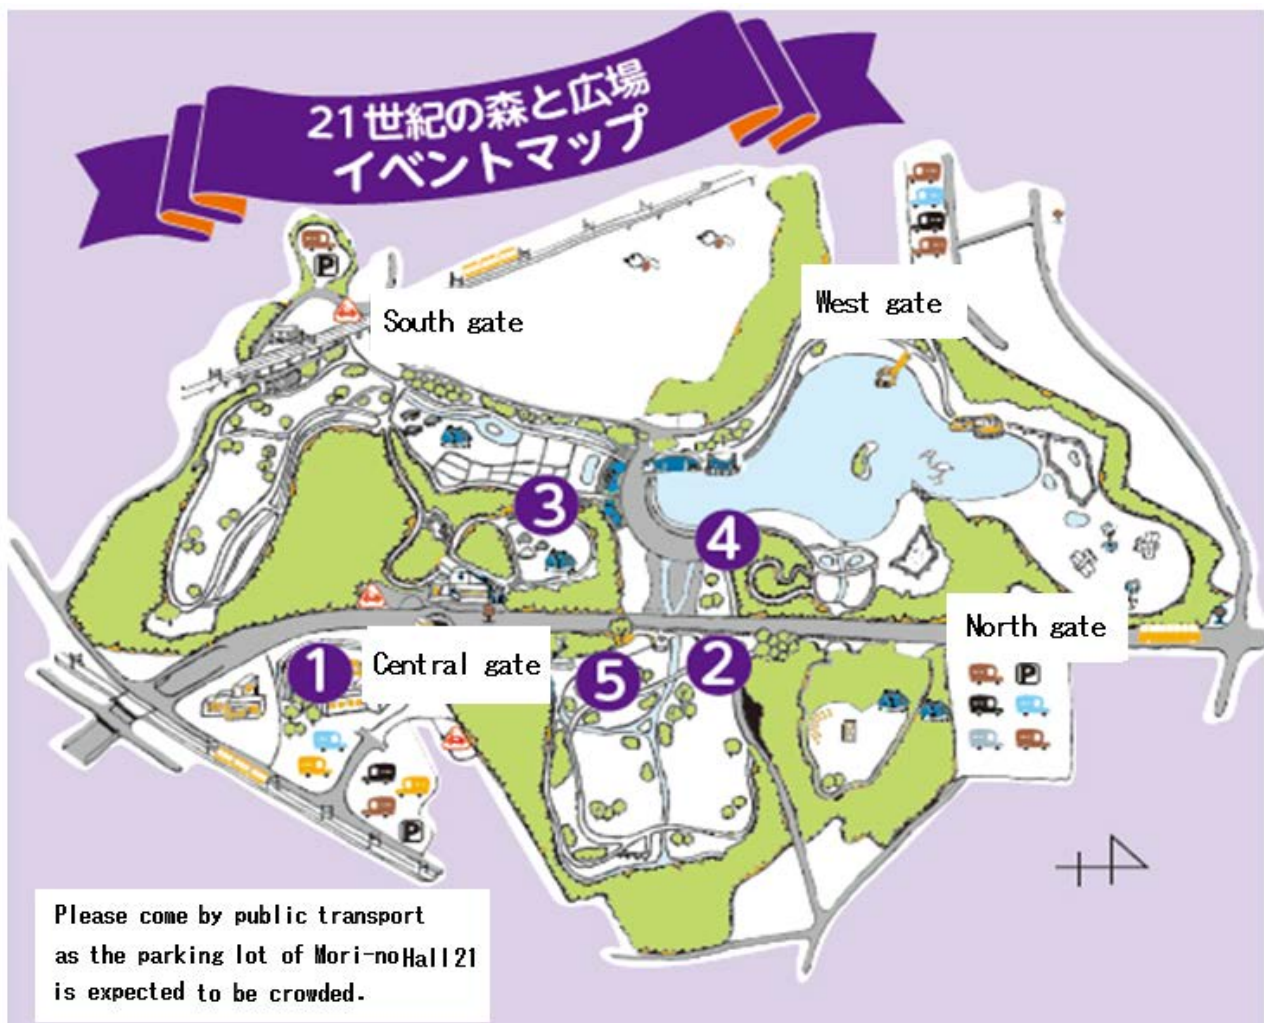 21世紀の森と広場
イベントマップ
P
South gate
West gate
3
4
North gate
1
Central gate
5
2
P
P
Please come by public transport
as the parking lot of Mori-no Hall 21
is expected to be crowded.